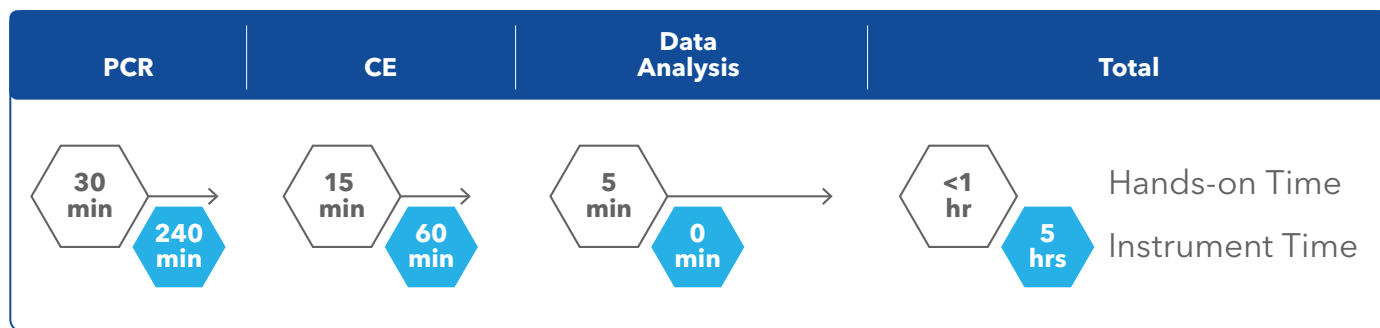 PCR
CE
Data
Analysis
Total
30
min
240
min
15
min
60
min
5
min
0
min
<1
hr
5
hrs
Hands-on Time
Instrument Time